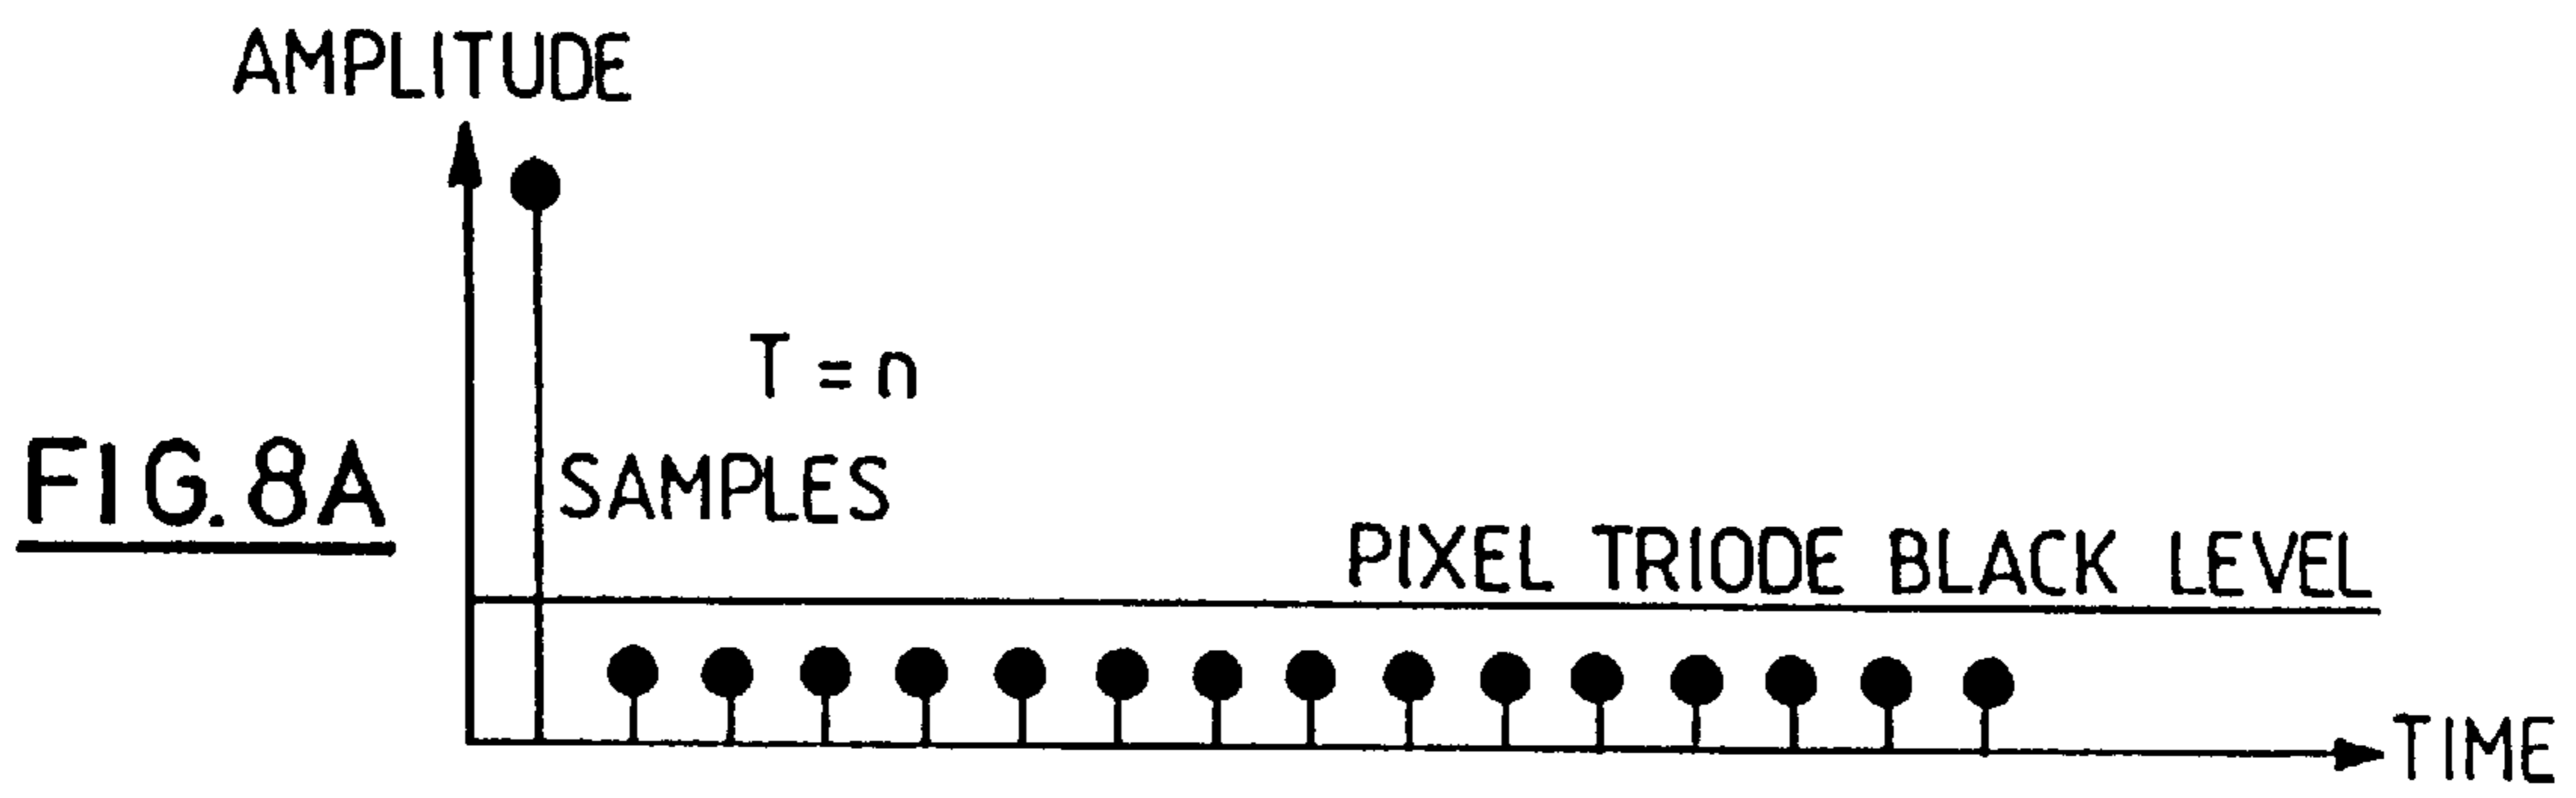 AMPLITUDE
T = n
FIG. 8A
SAMPLES
PIXEL TRIODE BLACK LEVEL
TIME